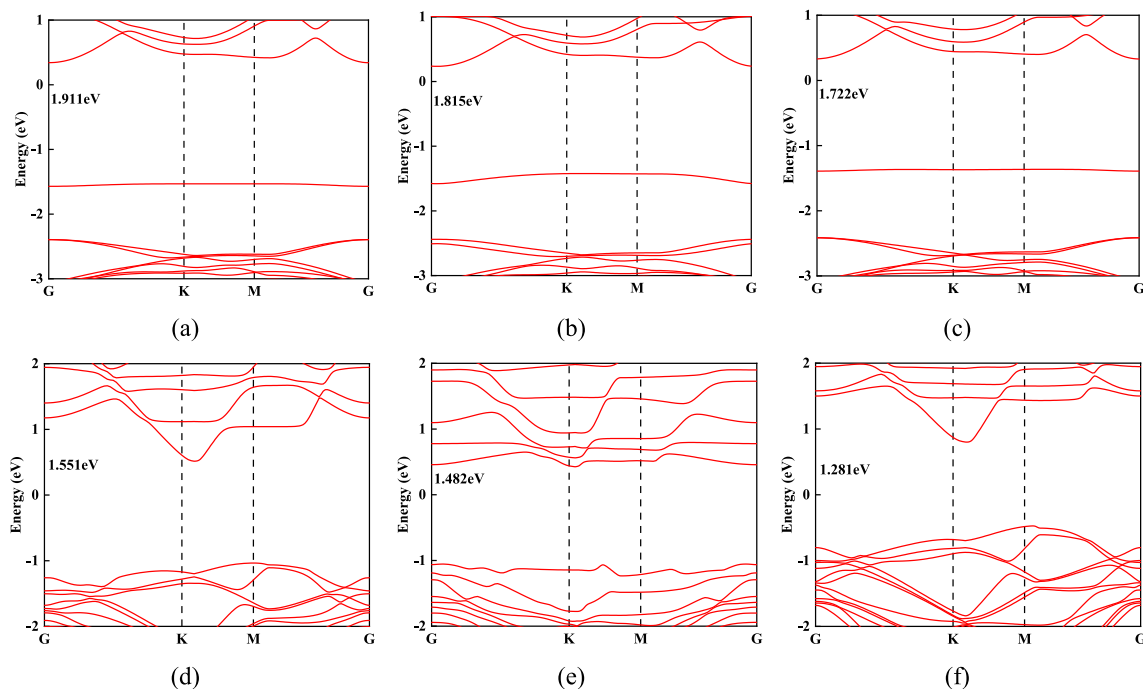 1
0
-1
-2
-3
Energy (eV)
1.911eV
G K M G
(a)
1
0
-1
-2
-3
Energy (eV)
1.815eV
G K M G
(b)
1
0
-1
-2
-3
Energy (eV)
1.722eV
G K M G
(c)
2
1
0
-1
-2
Energy (eV)
1.551eV
G K M G
(d)
2
1
0
-1
-2
Energy (eV)
1.482eV
G K M G
(e)
2
1
0
-1
-2
Energy (eV)
1.281eV
G K M G
(f)